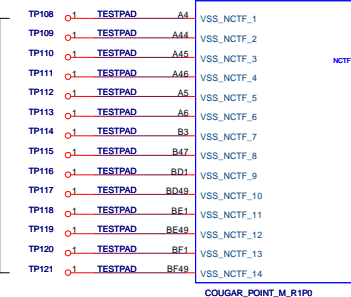 TP108 1 TESTPAD A4 VSS_NCTF_1
TP109 1 TESTPAD A44 VSS_NCTF_2
TP110 1 TESTPAD A45 VSS_NCTF_3 NCTF
TP111 1 TESTPAD A46 VSS_NCTF_4
TP112 1 TESTPAD A5 VSS_NCTF_5
TP113 1 TESTPAD A6 VSS_NCTF_6
TP114 1 TESTPAD B3 VSS_NCTF_7
TP115 1 TESTPAD B47 VSS_NCTF_8
TP116 1 TESTPAD BD1 VSS_NCTF_9
TP117 1 TESTPAD BD49 VSS_NCTF_10
TP118 1 TESTPAD BE1 VSS_NCTF_11
TP119 1 TESTPAD BE49 VSS_NCTF_12
TP120 1 TESTPAD BF1 VSS_NCTF_13
TP121 1 TESTPAD BF49 VSS_NCTF_14
COUGAR_POINT_M_R1P0